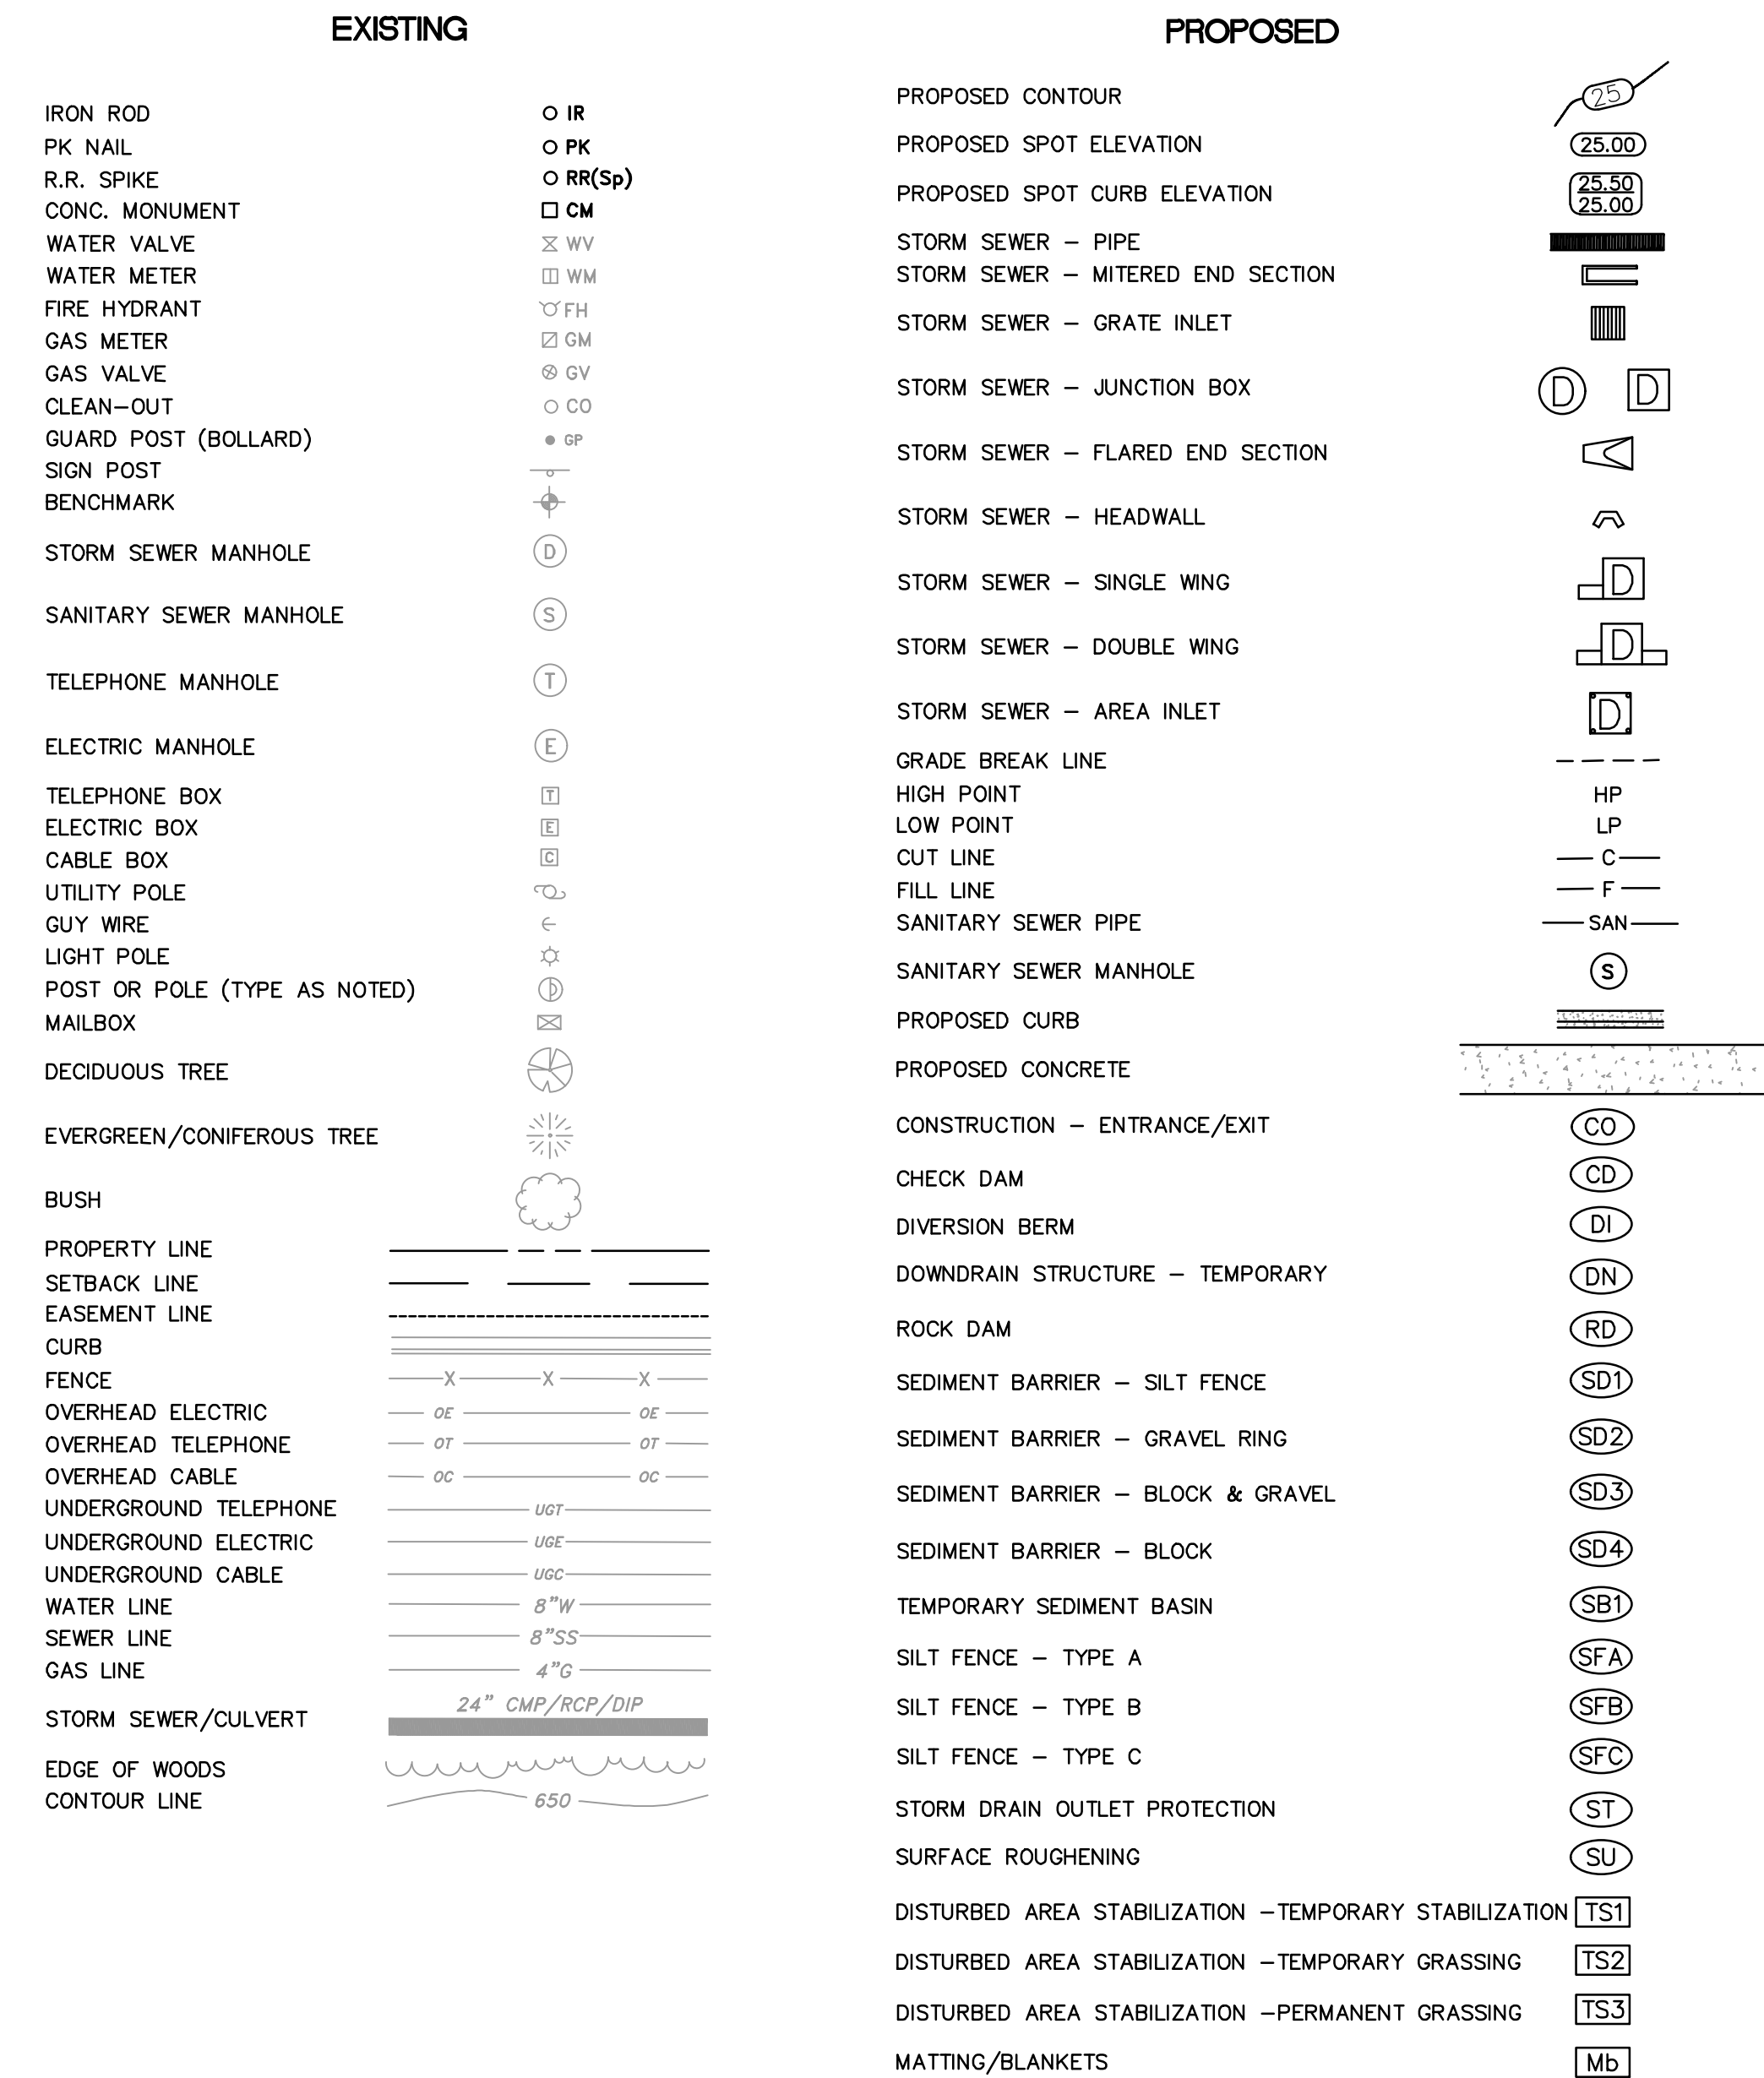 EXISTING
IRON ROD IR
PK NAIL PK
R.R. SPIKE RR(Sp)
CONC. MONUMENT CM
WATER VALVE WV
WATER METER WM
FIRE HYDRANT FH
GAS METER GM
GAS VALVE GV
CLEAN-OUT CO
GUARD POST (BOLLARD) GP
SIGN POST
BENCHMARK
STORM SEWER MANHOLE D
SANITARY SEWER MANHOLE S
TELEPHONE MANHOLE T
ELECTRIC MANHOLE E
TELEPHONE BOX T
ELECTRIC BOX E
CABLE BOX C
UTILITY POLE
GUY WIRE
LIGHT POLE
POST OR POLE (TYPE AS NOTED)
MAILBOX
DECIDUOUS TREE
EVERGREEN/CONIFEROUS TREE
BUSH
PROPERTY LINE
SETBACK LINE
EASEMENT LINE
CURB
FENCE X X X
OVERHEAD ELECTRIC OE OE
OVERHEAD TELEPHONE OT OT
OVERHEAD CABLE OC OC
UNDERGROUND TELEPHONE UGT
UNDERGROUND ELECTRIC UGE
UNDERGROUND CABLE UGC
WATER LINE 8"W
SEWER LINE 8"SS
GAS LINE 4"G
24" CMP/RCP/DIP
STORM SEWER/CULVERT
EDGE OF WOODS
CONTOUR LINE 650
PROPOSED
PROPOSED CONTOUR 25
PROPOSED SPOT ELEVATION 25.00
PROPOSED SPOT CURB ELEVATION 25.50
25.00
STORM SEWER – PIPE
STORM SEWER – MITERED END SECTION
STORM SEWER – GRATE INLET
STORM SEWER – JUNCTION BOX D D
STORM SEWER – FLARED END SECTION
STORM SEWER – HEADWALL
STORM SEWER – SINGLE WING D
STORM SEWER – DOUBLE WING D
STORM SEWER – AREA INLET D
GRADE BREAK LINE
HIGH POINT HP
LOW POINT LP
CUT LINE C
FILL LINE F
SANITARY SEWER PIPE SAN
SANITARY SEWER MANHOLE S
PROPOSED CURB
PROPOSED CONCRETE
CONSTRUCTION – ENTRANCE/EXIT CO
CHECK DAM CD
DIVERSION BERM DI
DOWNDRAIN STRUCTURE – TEMPORARY DN
ROCK DAM RD
SEDIMENT BARRIER – SILT FENCE SD1
SEDIMENT BARRIER – GRAVEL RING SD2
SEDIMENT BARRIER – BLOCK & GRAVEL SD3
SEDIMENT BARRIER – BLOCK SD4
TEMPORARY SEDIMENT BASIN SB1
SILT FENCE – TYPE A SFA
SILT FENCE – TYPE B SFB
SILT FENCE – TYPE C SFC
STORM DRAIN OUTLET PROTECTION ST
SURFACE ROUGHENING SU
DISTURBED AREA STABILIZATION –TEMPORARY STABILIZATION TS1
DISTURBED AREA STABILIZATION –TEMPORARY GRASSING TS2
DISTURBED AREA STABILIZATION –PERMANENT GRASSING TS3
MATTING/BLANKETS Mb